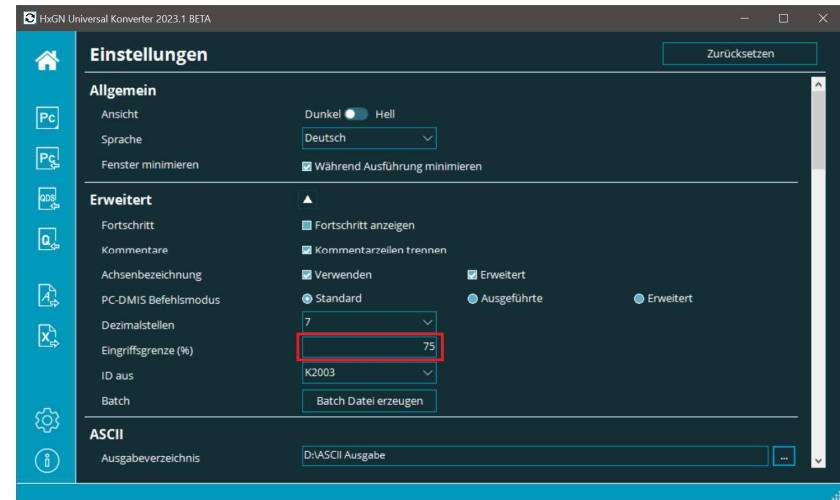 HxGN Universal Konverter 2023.1 BETA
Einstellungen
Zurücksetzen
Allgemein
Ansicht Dunkel Hell
Sprache Deutsch
Fenster minimieren Während Ausführung minimieren
Erweitert
Fortschritt Fortschritt anzeigen
Kommentare Kommentarzeilen trennen
Achsenbezeichnung Verwenden Erweitert
PC-DMIS Befehlsmodus Standard Ausgeführte Erweitert
Dezimalstellen 7
Eingriffsgrenze (%) 75
ID aus K2003
Batch Batch Datei erzeugen
ASCII
Ausgabeverzeichnis D:\ASCII Ausgabe ...
Pc
Pc
QDS
Q
A
X